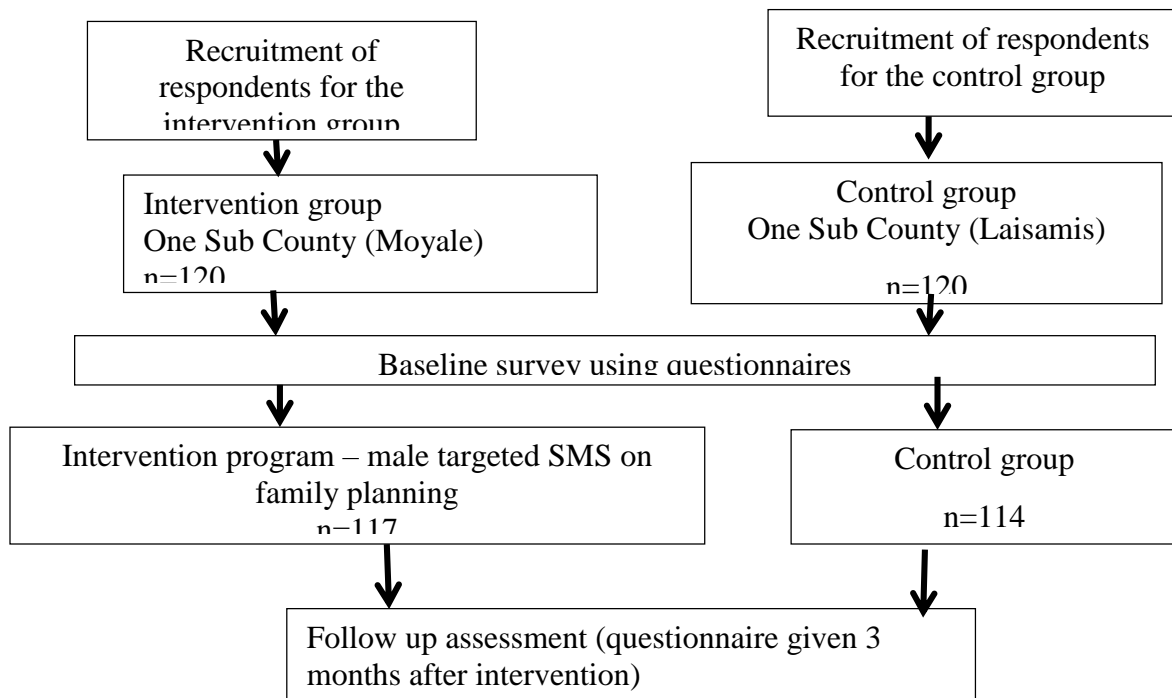 Recruitment of
respondents for the
intervention group
Recruitment of respondents
for the control group
Intervention group
One Sub County (Moyale)
n=120
Control group
One Sub County (Laisamis)
n=120
Baseline survey using questionnaires
Intervention program – male targeted SMS on
family planning
n=117
Control group
n=114
Follow up assessment (questionnaire given 3
months after intervention)